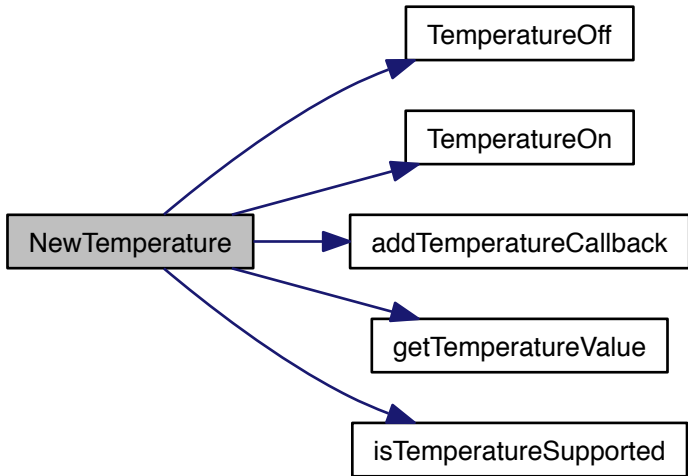 TemperatureOff
TemperatureOn
NewTemperature
addTemperatureCallback
getTemperatureValue
isTemperatureSupported